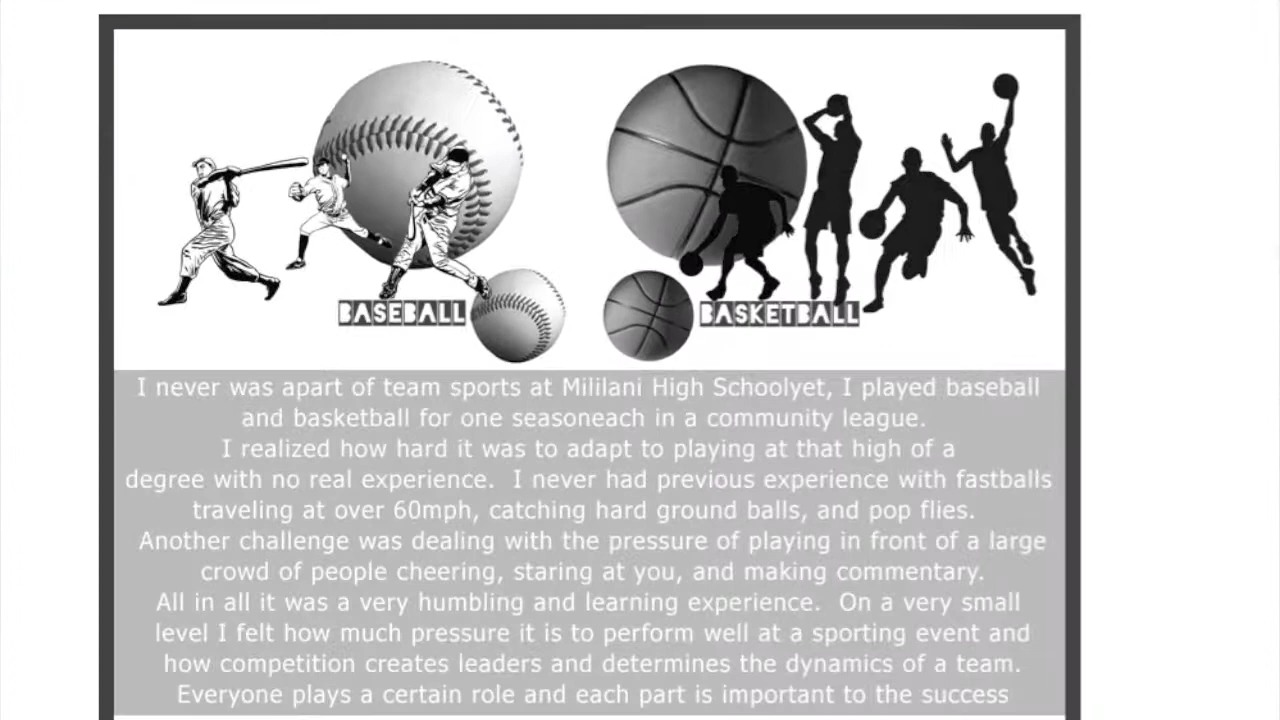 BASEBALL
BASKETBALL
I never was apart of team sports at Mililani High Schoolyet, I played baseball
and basketball for one seasoneach in a community league.
I realized how hard it was to adapt to playing at that high of a
degree with no real experience.  I never had previous experience with fastballs
traveling at over 60mph, catching hard ground balls, and pop flies.
Another challenge was dealing with the pressure of playing in front of a large
crowd of people cheering, staring at you, and making commentary.
All in all it was a very humbling and learning experience.  On a very small
level I felt how much pressure it is to perform well at a sporting event and
how competition creates leaders and determines the dynamics of a team.
Everyone plays a certain role and each part is important to the success